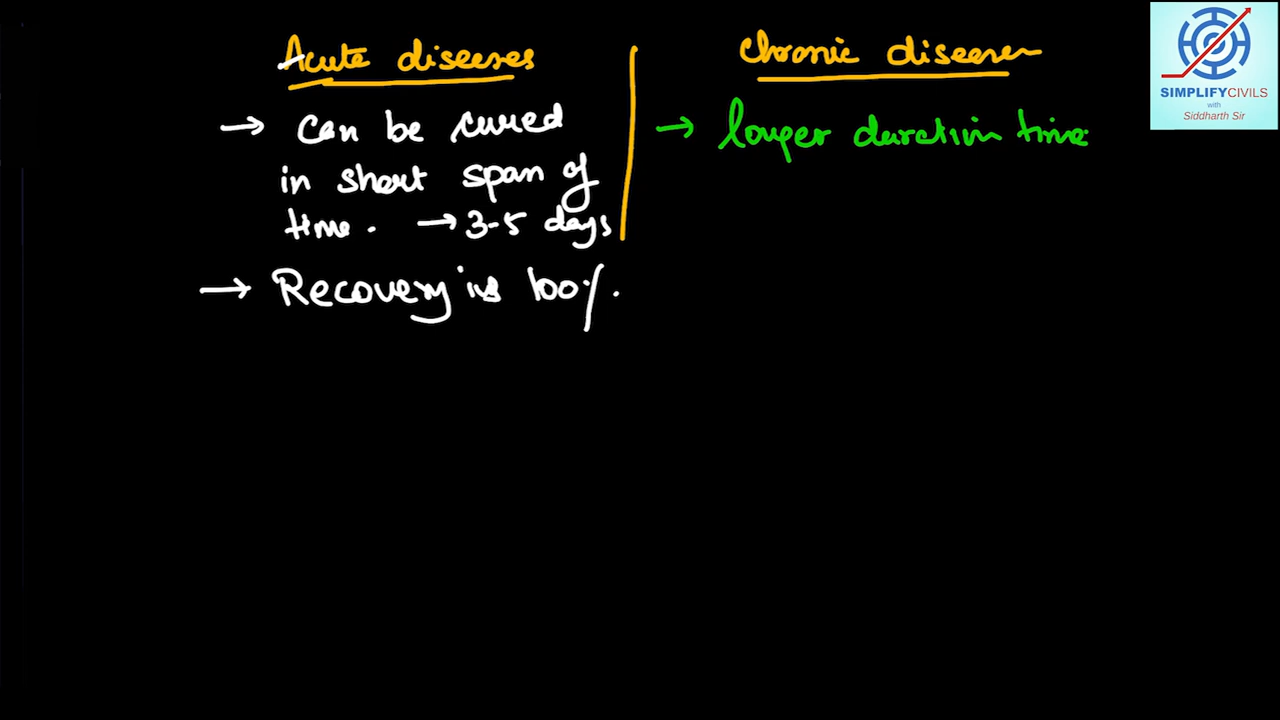 Acute diseases
→ can be cured
in short span of
time. → 3-5 days
→ Recovery is 100%.
chronic diseases
→ longer duration time
SIMPLIFYCIVILS
with
Siddharth Sir